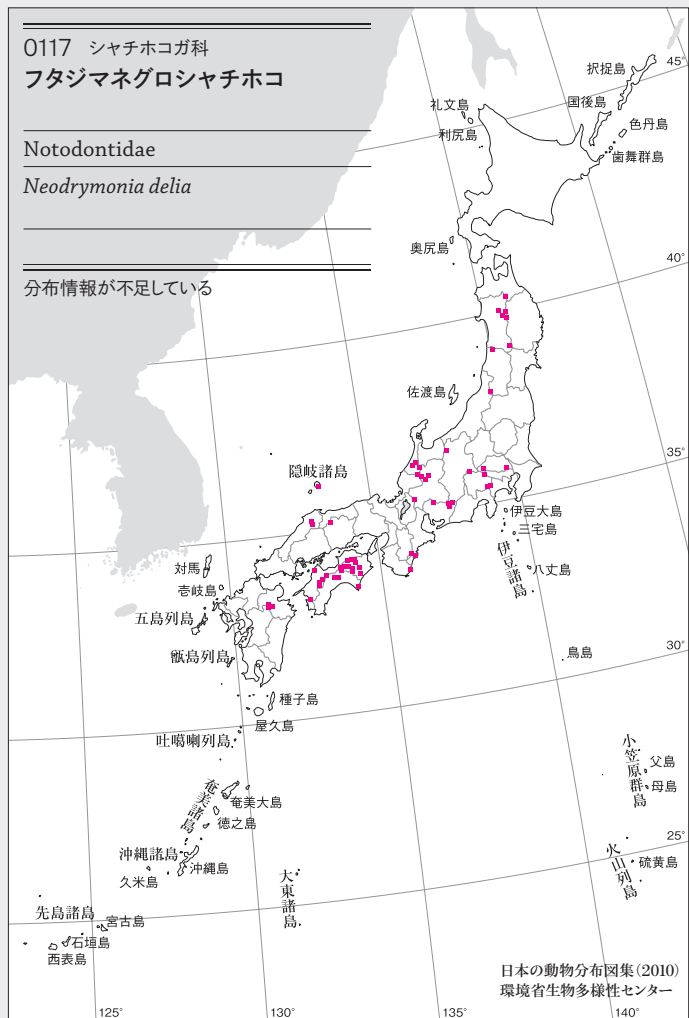 0117 シャチホコガ科
フタジマネグロシャチホコ
Notodontidae
Neodrymonia delia
分布情報が不足している
択捉島
45°
礼文島
国後島
色丹島
利尻島
歯舞群島
奥尻島
40°
佐渡島
35°
隠岐諸島
伊豆大島
三宅島
伊豆諸島
八丈島
対馬
壱岐島
五島列島
甑島列島
鳥島
30°
種子島
屋久島
吐噶喇列島
小笠原群島
父島
母島
奄美諸島
奄美大島
徳之島
25°
沖縄諸島
沖縄島
久米島
火山列島
硫黄島
大東諸島
先島諸島
宮古島
石垣島
西表島
日本の動物分布図集(2010)
環境省生物多様性センター
125°
130°
135°
140°